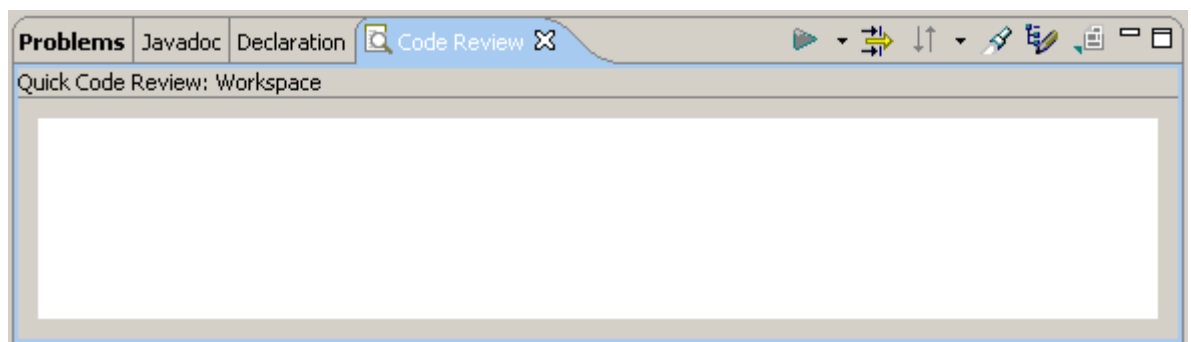 Problems Javadoc Declaration Code Review
Quick Code Review: Workspace